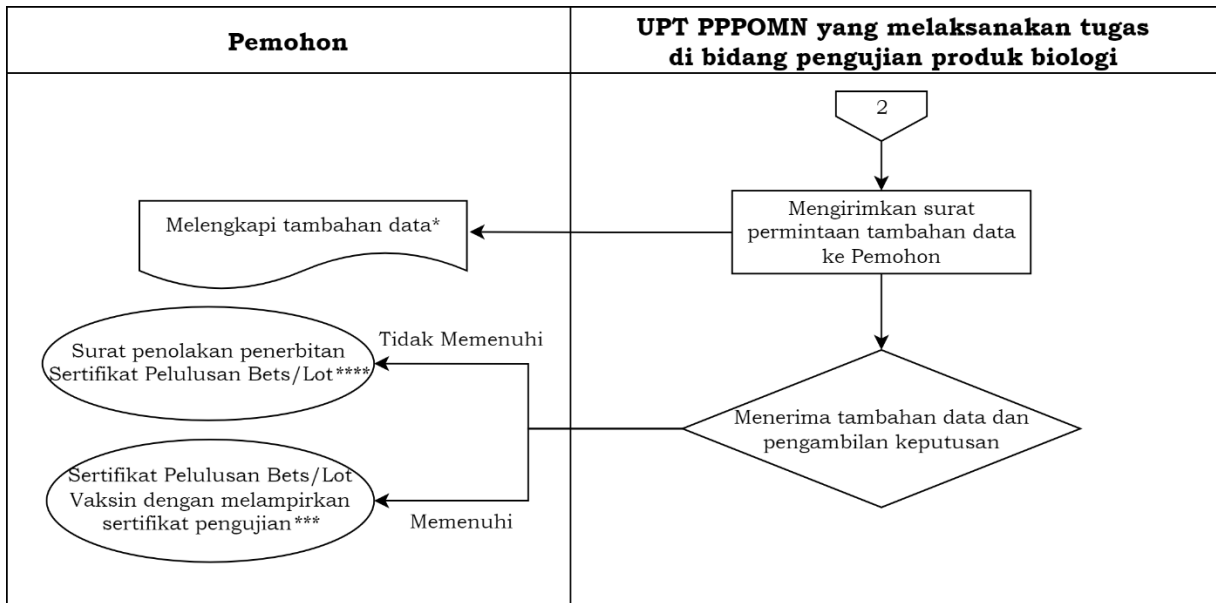 Pemohon
UPT PPPOMN yang melaksanakan tugas
di bidang pengujian produk biologi
2
Mengirimkan surat
permintaan tambahan data
ke Pemohon
Melengkapi tambahan data*
Tidak Memenuhi
Surat penolakan penerbitan
Sertifikat Pelulusan Bets/Lot****
Menerima tambahan data dan
pengambilan keputusan
Sertifikat Pelulusan Bets/Lot
Vaksin dengan melampirkan
sertifikat pengujian***
Memenuhi